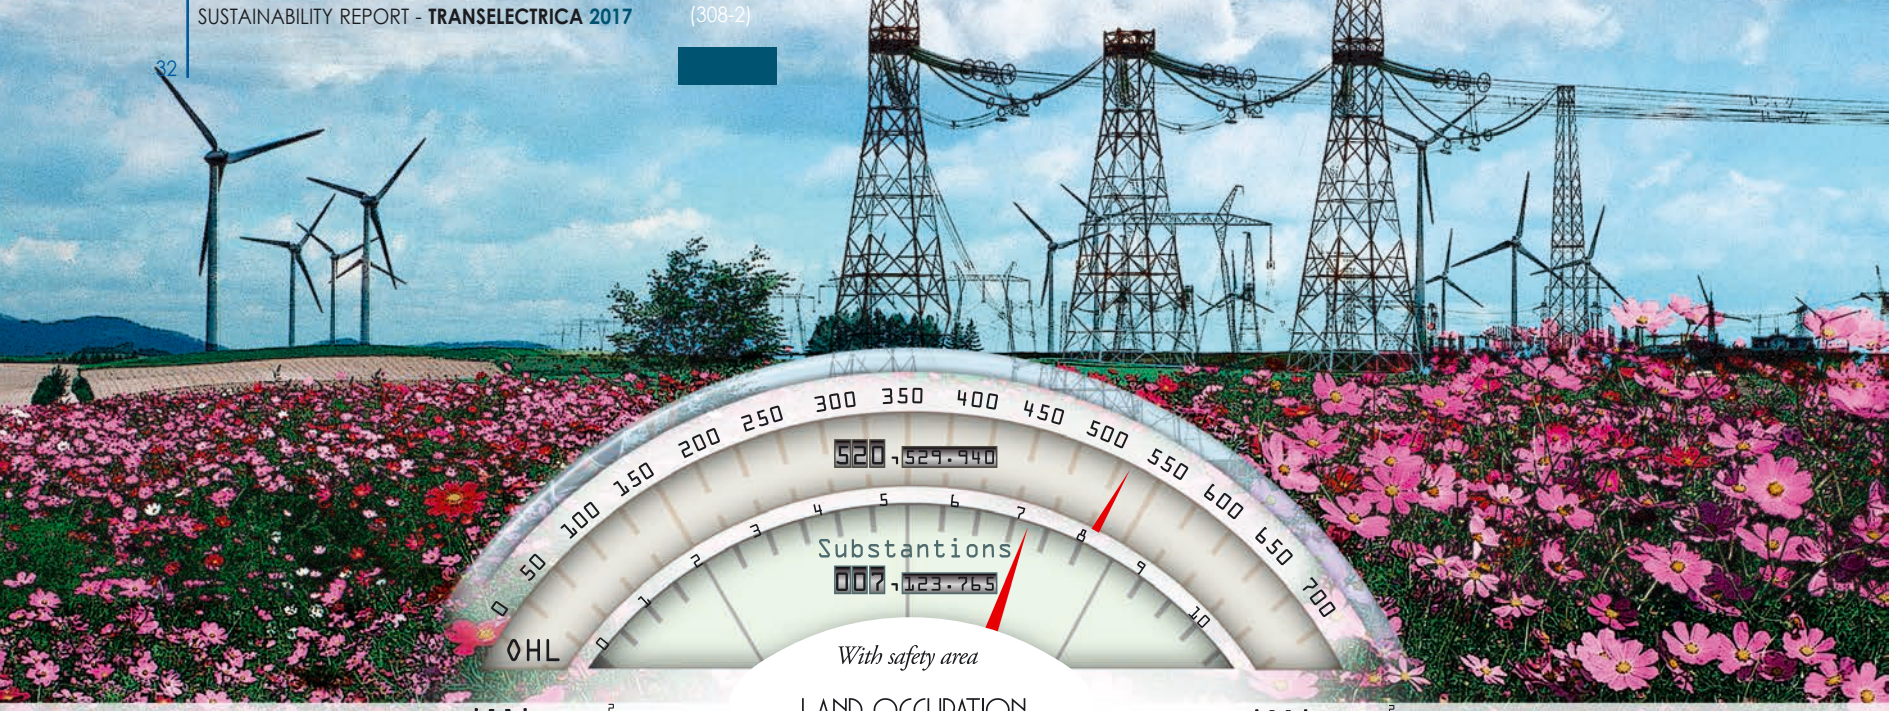 SUSTAINABILITY REPORT - TRANSELECTRICA 2017
(308-2)
32
0 50 100 150 200 250 300 350 400 450 500 550 600 650 700
520,529.940
0 1 2 3 4 5 6 7 8 9 10
Substantions
007,123.765
OHL
With safety area
LAND OCCUPATION
2 2